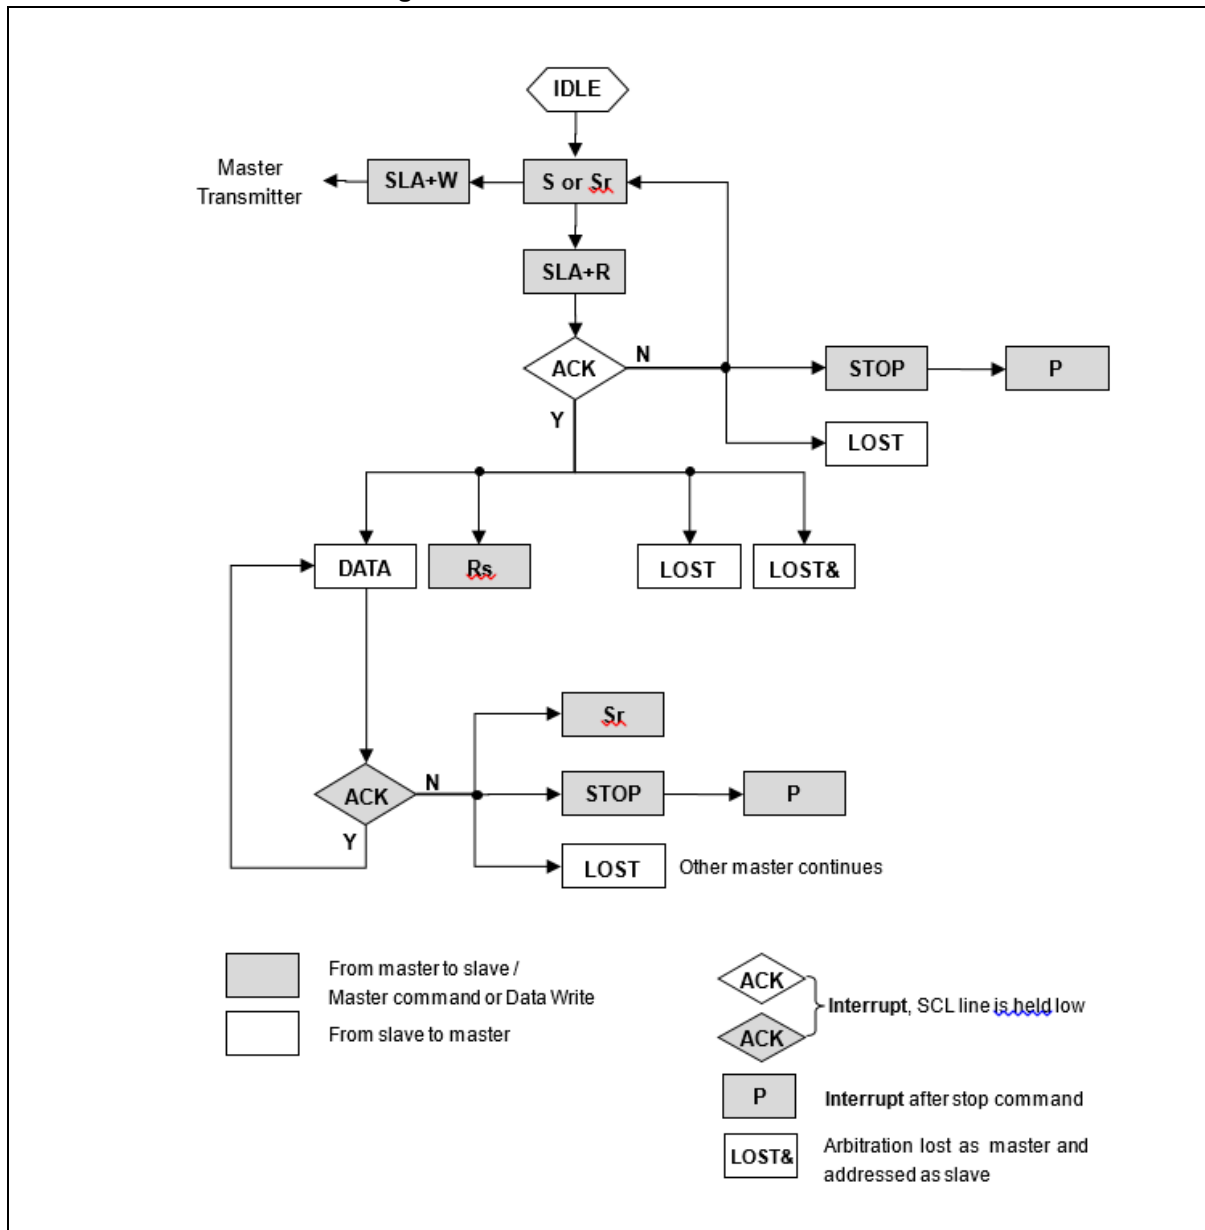 IDLE
Master
Transmitter
SLA+W
S or Sr
SLA+R
ACK
N
Y
STOP
P
LOST
DATA
Rs
LOST
LOST&
Sr
ACK
N
Y
STOP
P
LOST
Other master continues
From master to slave /
Master command or Data Write
From slave to master
ACK
ACK
Interrupt, SCL line is held low
P
Interrupt after stop command
LOST&
Arbitration lost as master and
addressed as slave